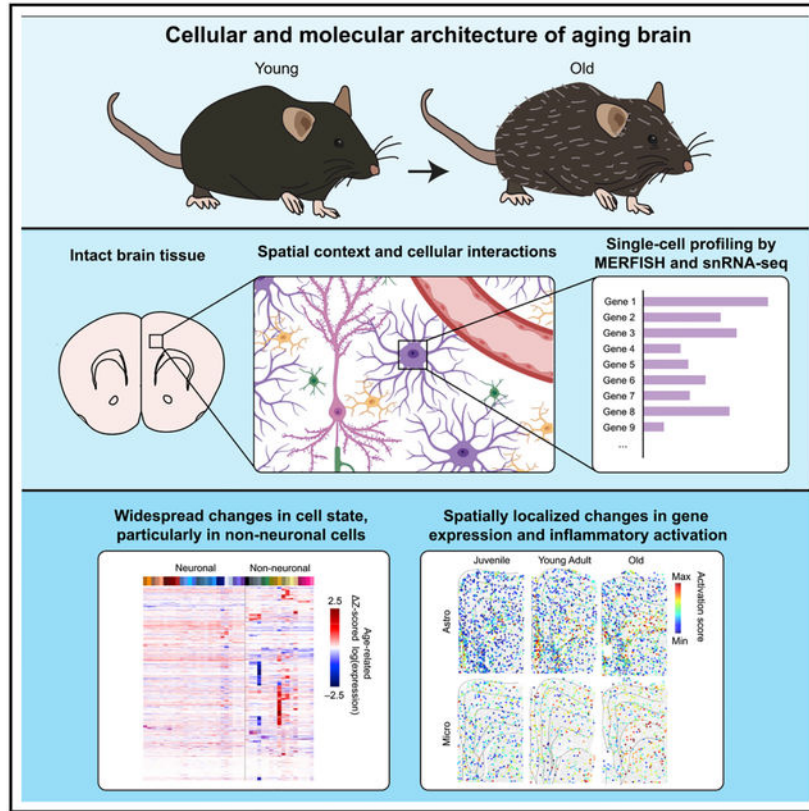 Cellular and molecular architecture of aging brain
Young
Old
Intact brain tissue
Spatial context and cellular interactions
Single-cell profiling by
MERFISH and snRNA-seq
Gene 1
Gene 2
Gene 3
Gene 4
Gene 5
Gene 6
Gene 7
Gene 8
Gene 9
...
Widespread changes in cell state,
particularly in non-neuronal cells
Neuronal
Non-neuronal
2.5
−2.5
Age-related
ΔZ-scored log(expression)
Spatially localized changes in gene
expression and inflammatory activation
Juvenile
Young Adult
Old
Astro
Micro
Max
Min
Activation score